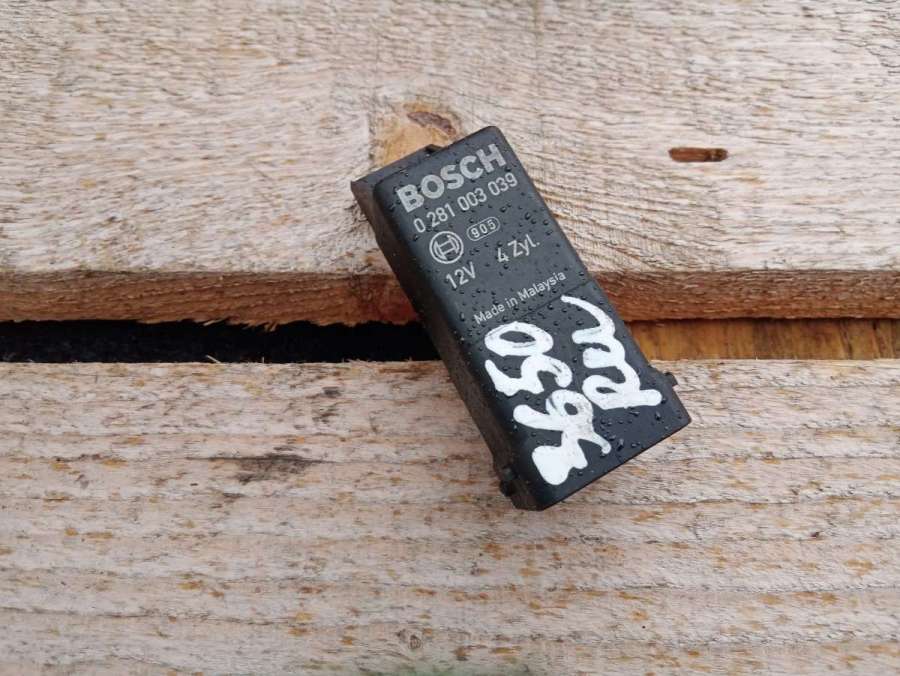 BOSCH
0 281 003 039
905
12V 4 Zyl.
Made in Malaysia